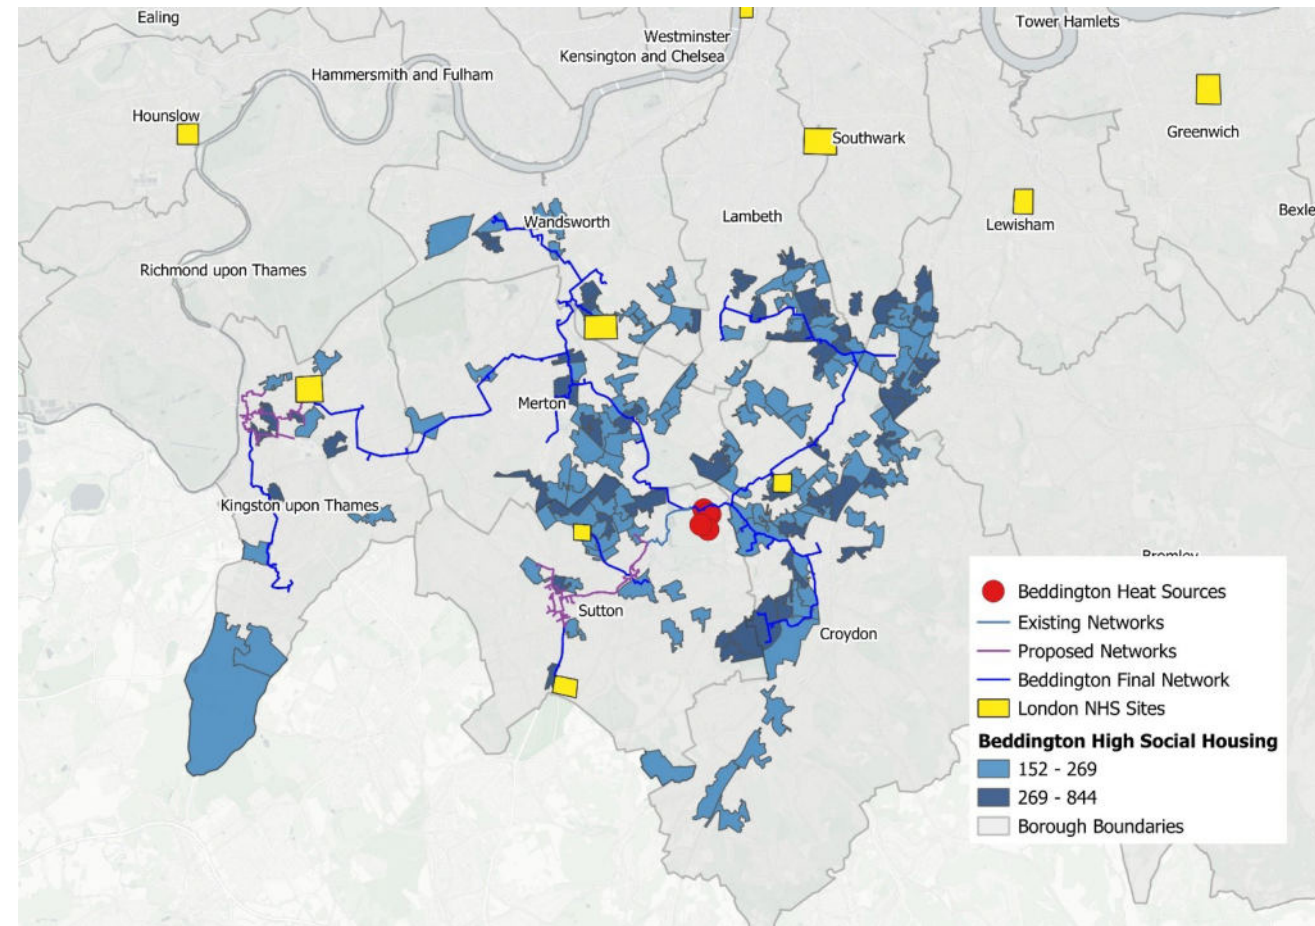 Ealing
Tower Hamlets
Westminster
Kensington and Chelsea
Hammersmith and Fulham
Hounslow
Greenwich
Southwark
Wandsworth
Lambeth
Lewisham
Bexle
Richmond upon Thames
Merton
Kingston upon Thames
Bromley
Sutton
Croydon
Beddington Heat Sources
Existing Networks
Proposed Networks
Beddington Final Network
London NHS Sites
Beddington High Social Housing
152 - 269
269 - 844
Borough Boundaries